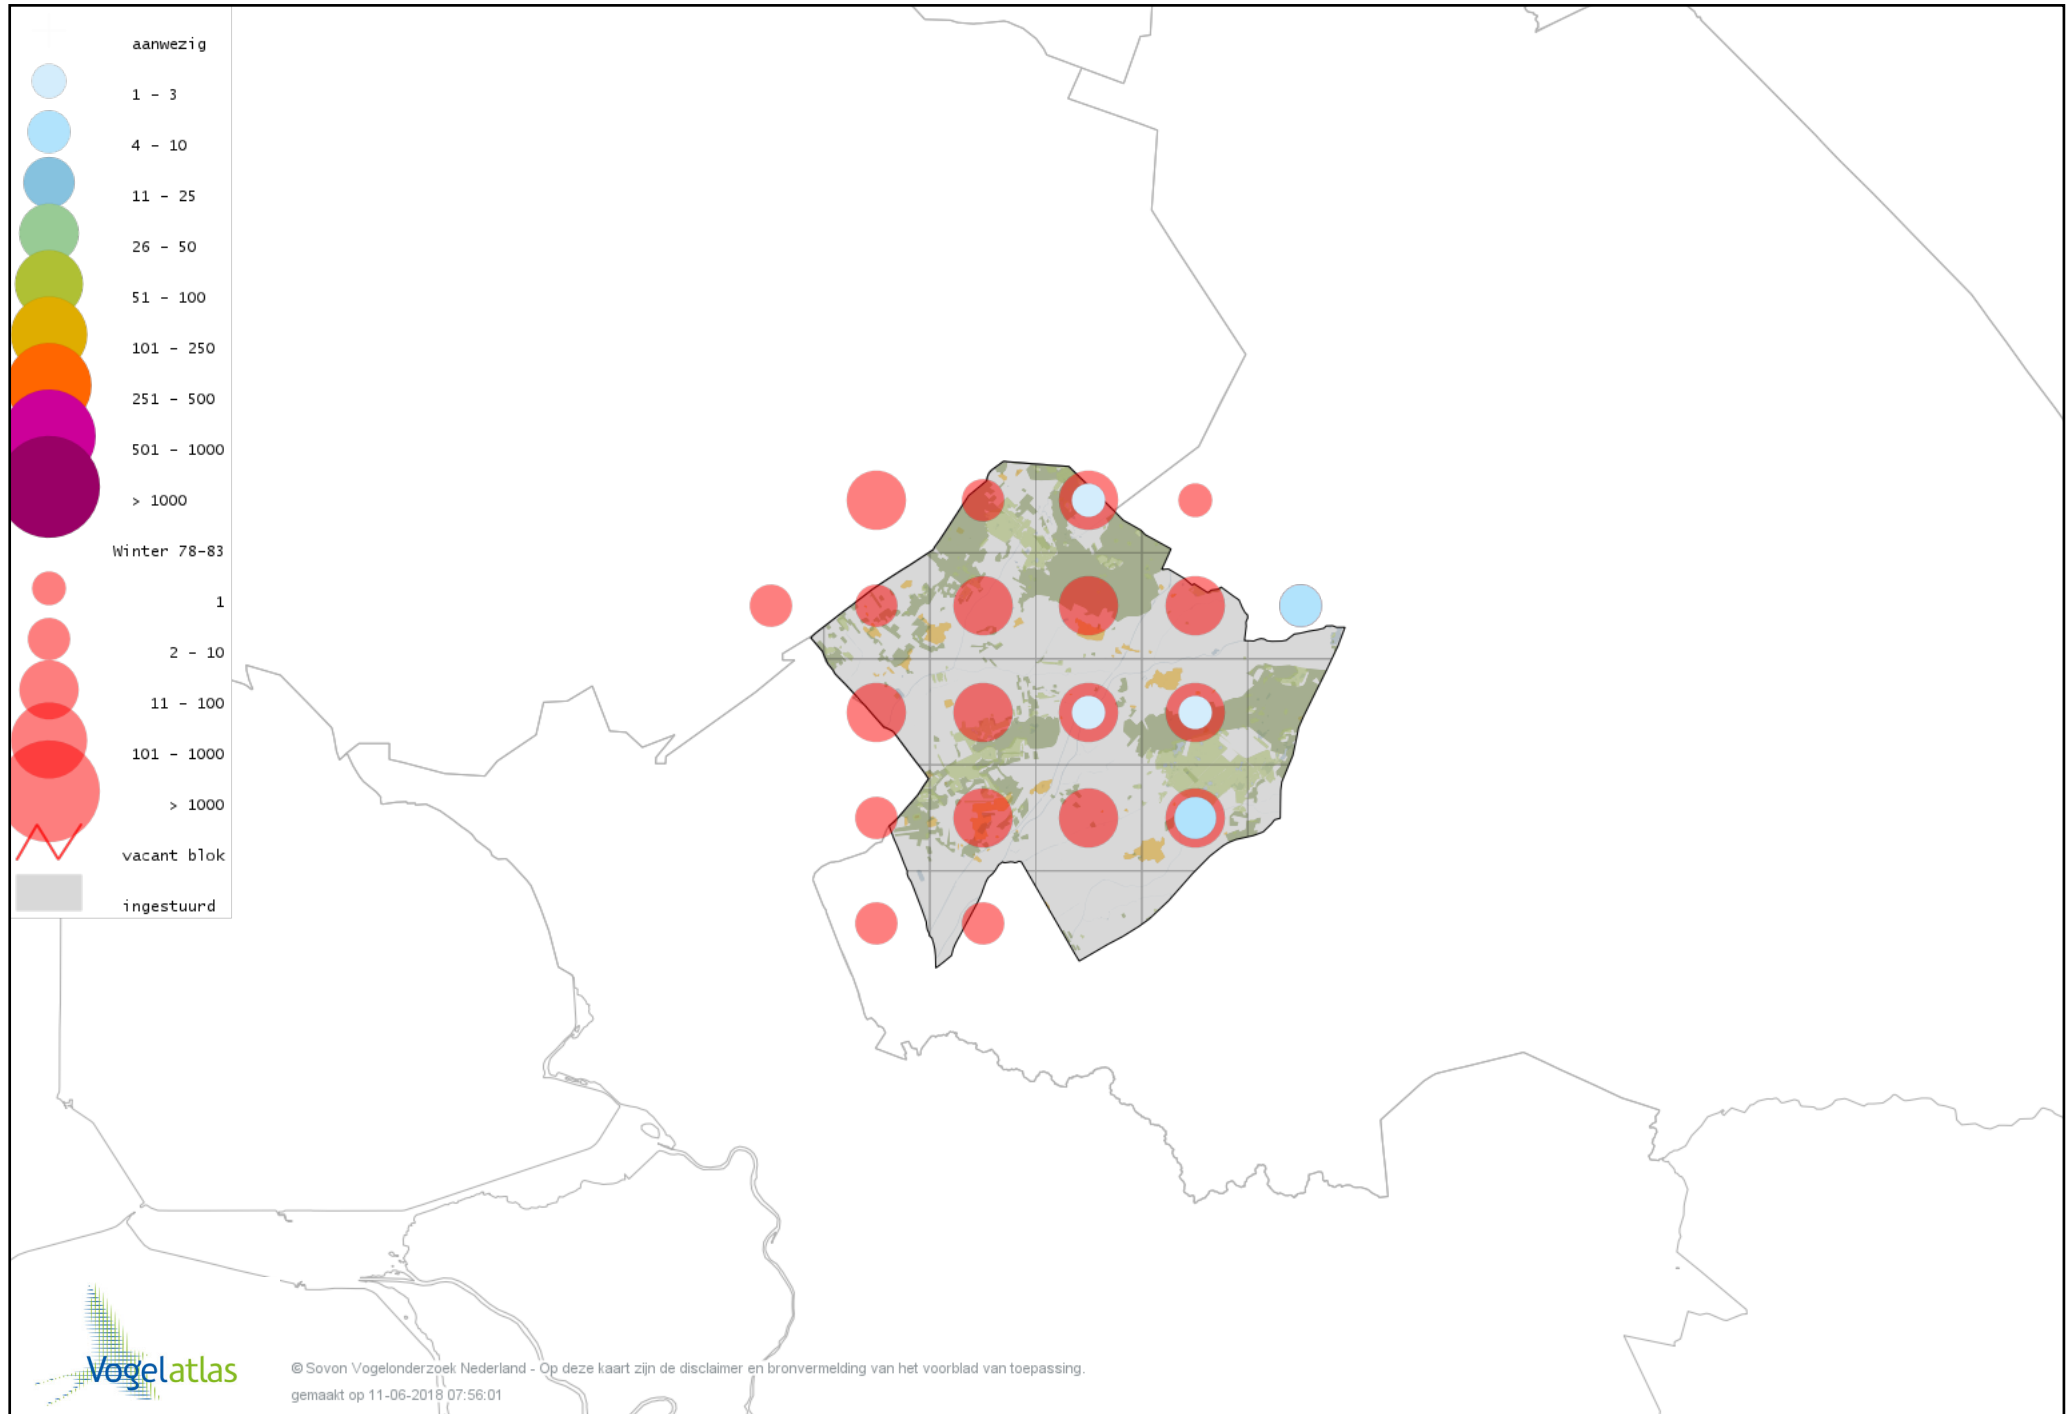 aanwezig
1 - 3
4 - 10
11 - 25
26 - 50
51 - 100
101 - 250
251 - 500
501 - 1000
> 1000
Winter 78-83
1
2 - 10
11 - 100
101 - 1000
> 1000
vacant blok
ingestuurd
Vogelatlas
© Sovon Vogelonderzoek Nederland - Op deze kaart zijn de disclaimer en bronvermelding van het voorblad van toepassing.
gemaakt op 11-06-2018 07:56:01